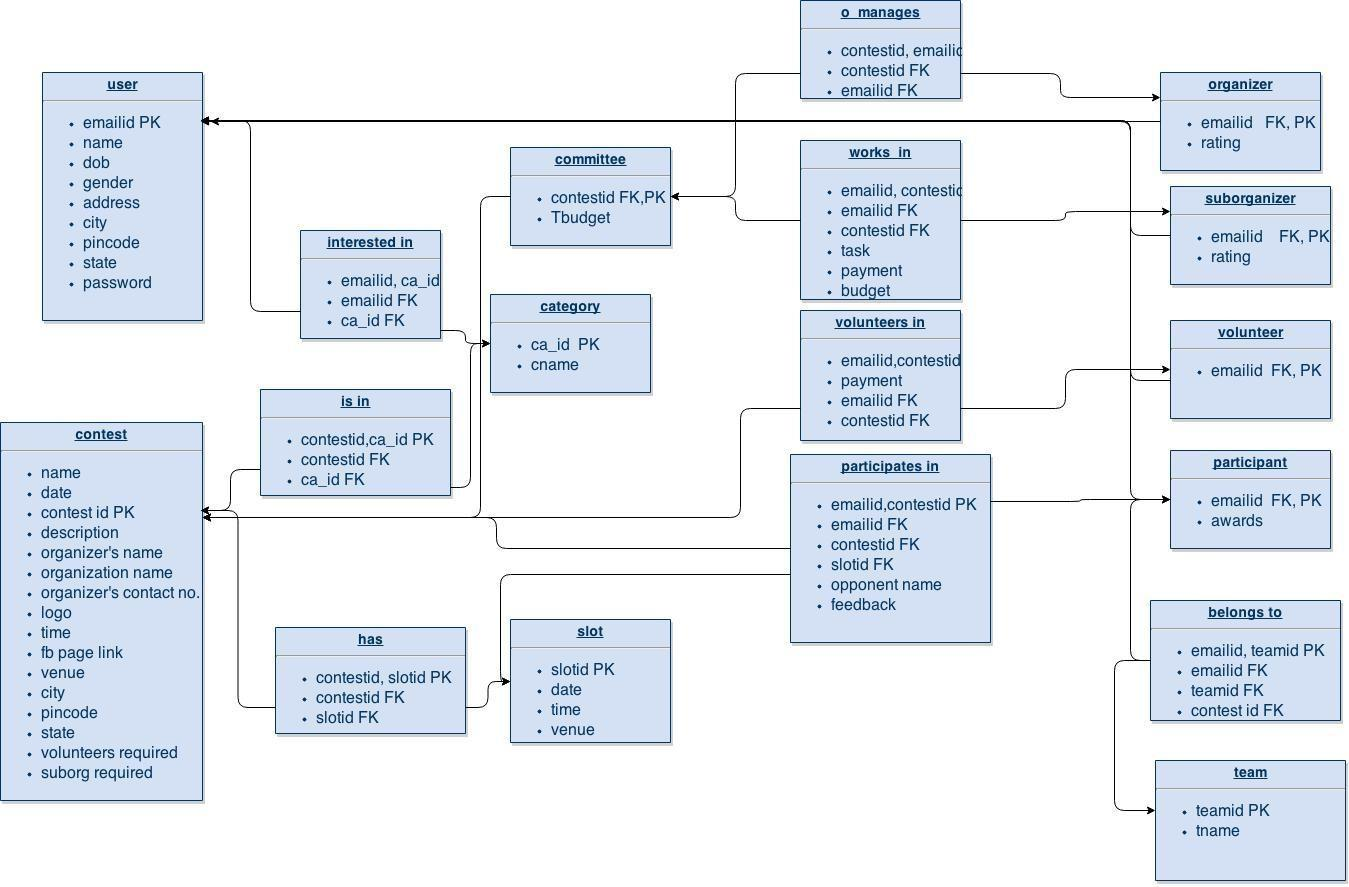 o_manages
contestid, emailid
contestid FK
emailid FK
user
emailid PK
name
dob
gender
address
city
pincode
state
password
organizer
emailid FK, PK
rating
committee
contestid FK,PK
Tbudget
works_in
emailid, contestid
emailid FK
contestid FK
task
payment
budget
suborganizer
emailid FK, PK
rating
interested in
emailid, ca_id
emailid FK
ca_id FK
category
ca_id PK
cname
volunteers in
emailid,contestid
payment
emailid FK
contestid FK
volunteer
emailid FK, PK
is in
contestid,ca_id PK
contestid FK
ca_id FK
contest
name
date
contest id PK
description
organizer's name
organization name
organizer's contact no.
logo
time
fb page link
venue
city
pincode
state
volunteers required
suborg required
participates in
emailid,contestid PK
emailid FK
contestid FK
slotid FK
opponent name
feedback
participant
emailid FK, PK
awards
has
contestid, slotid PK
contestid FK
slotid FK
slot
slotid PK
date
time
venue
belongs to
emailid, teamid PK
emailid FK
teamid FK
contest id FK
team
teamid PK
tname